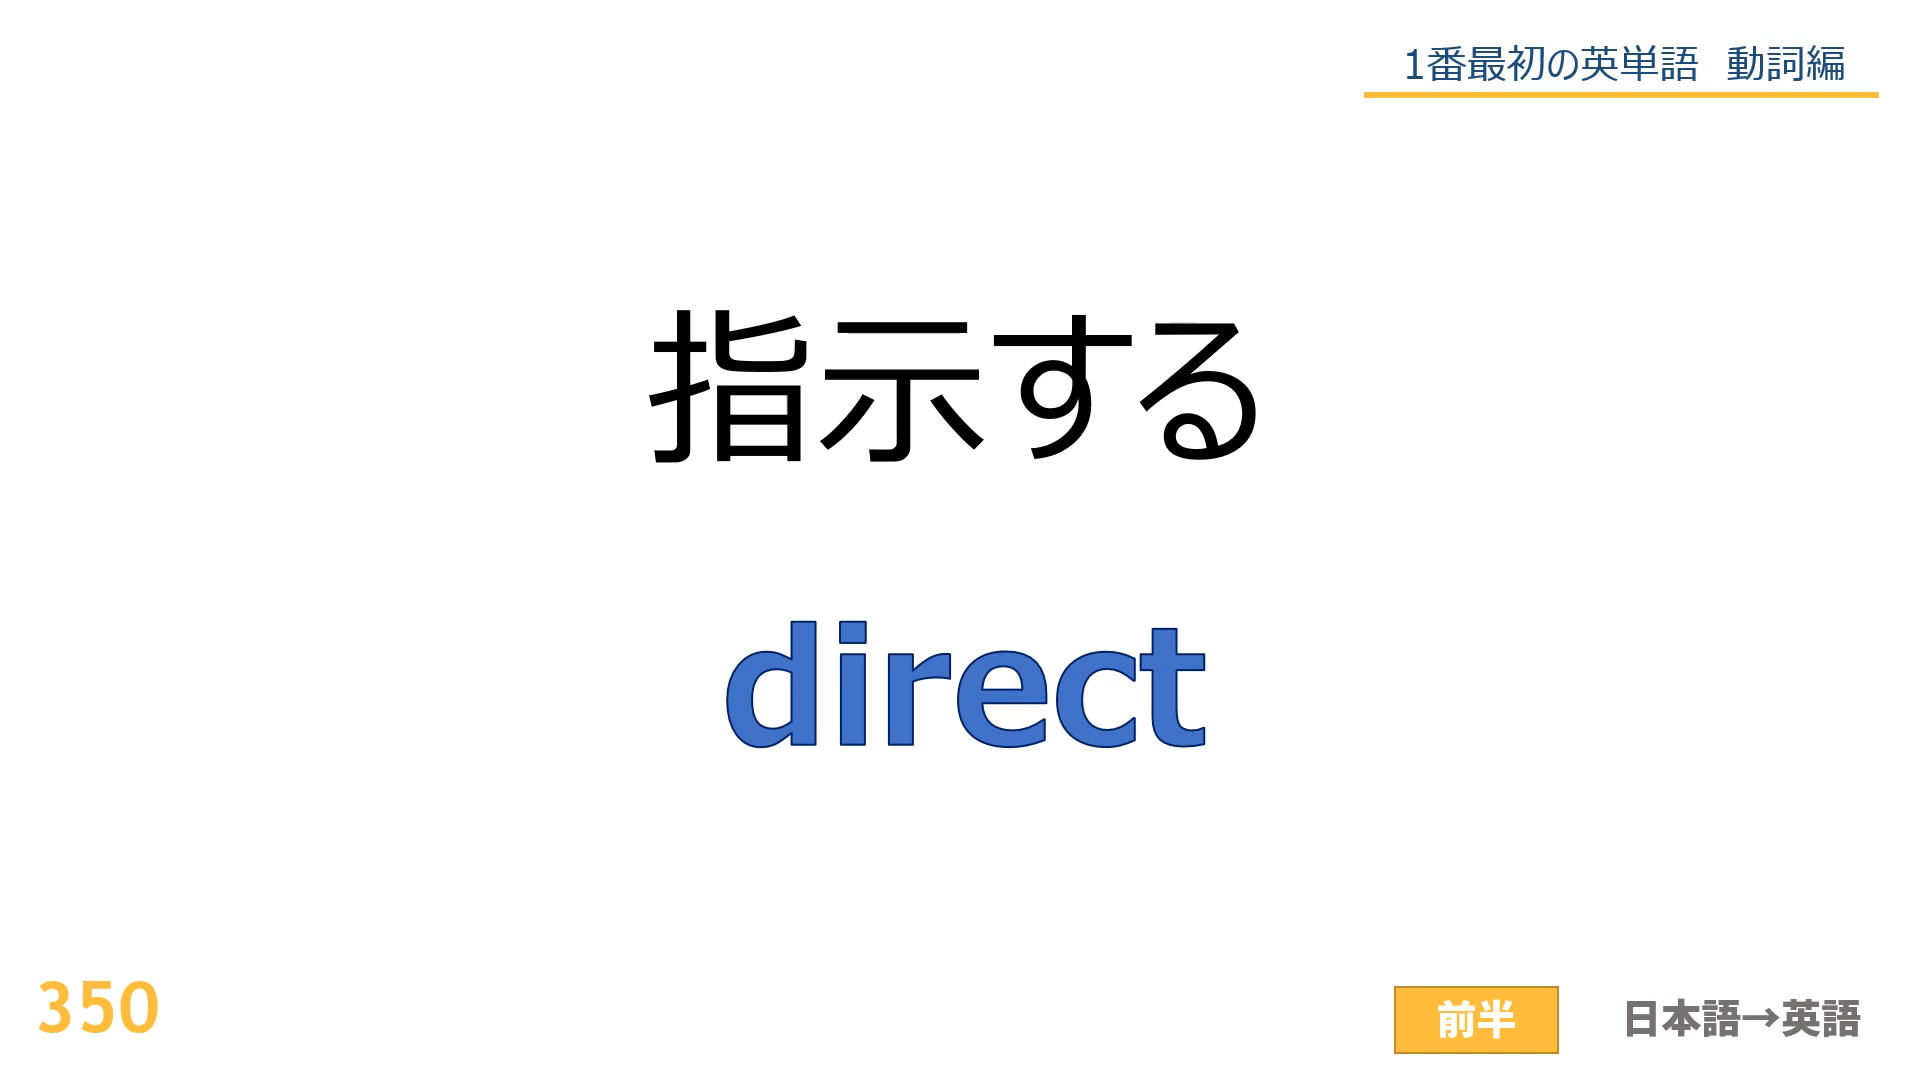 1番最初の英単語　動詞編
指示する
direct
350
前半
日本語→英語